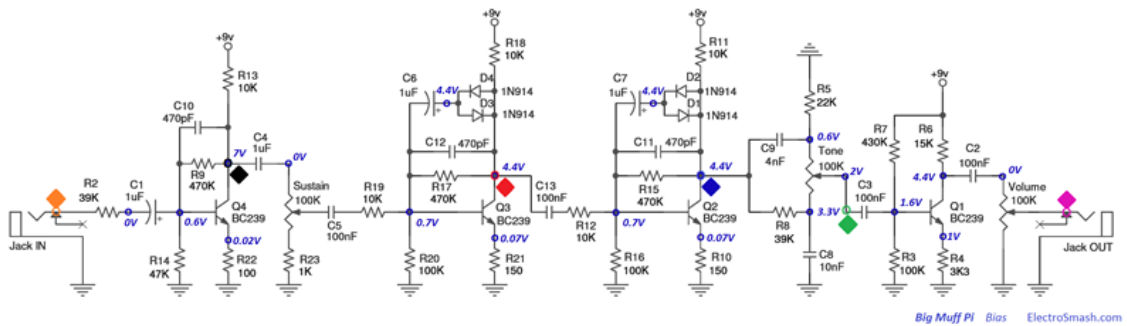 +9v
R13
10K
C10
470pF
C4
1uF
7V
0V
R9
470K
Sustain
100K
R2
39K
C1
1uF
0V
0.6V
Q4
BC239
0.02V
Jack IN
R14
47K
R22
100
R23
1K
C5
100nF
R19
10K
+9v
R18
10K
C6
1uF
4.4V
D4
1N914
D3
1N914
C12
470pF
4.4V
R17
470K
C13
100nF
0.7V
Q3
BC239
0.07V
R20
100K
R21
150
R12
10K
+9v
R11
10K
C7
1uF
4.4V
D2
1N914
D1
1N914
C11
470pF
4.4V
R15
470K
0.7V
Q2
BC239
0.07V
R16
100K
R10
150
R5
22K
C9
4nF
0.6V
Tone
100K
2V
3.3V
R8
39K
C8
10nF
C3
100nF
+9v
R7
430K
R6
15K
C2
100nF
4.4V
0V
1.6V
Q1
BC239
Volume
100K
1V
R3
100K
R4
3K3
Jack OUT
Big Muff Pi Bias ElectroSmash.com